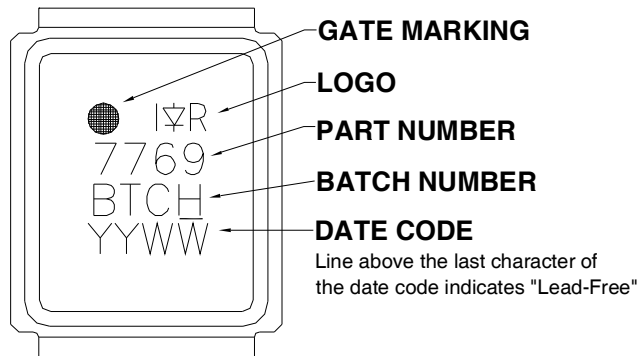 GATE MARKING
I R
LOGO
7769
PART NUMBER
BTCH
BATCH NUMBER
YYWW
DATE CODE
Line above the last character of
the date code indicates "Lead-Free"